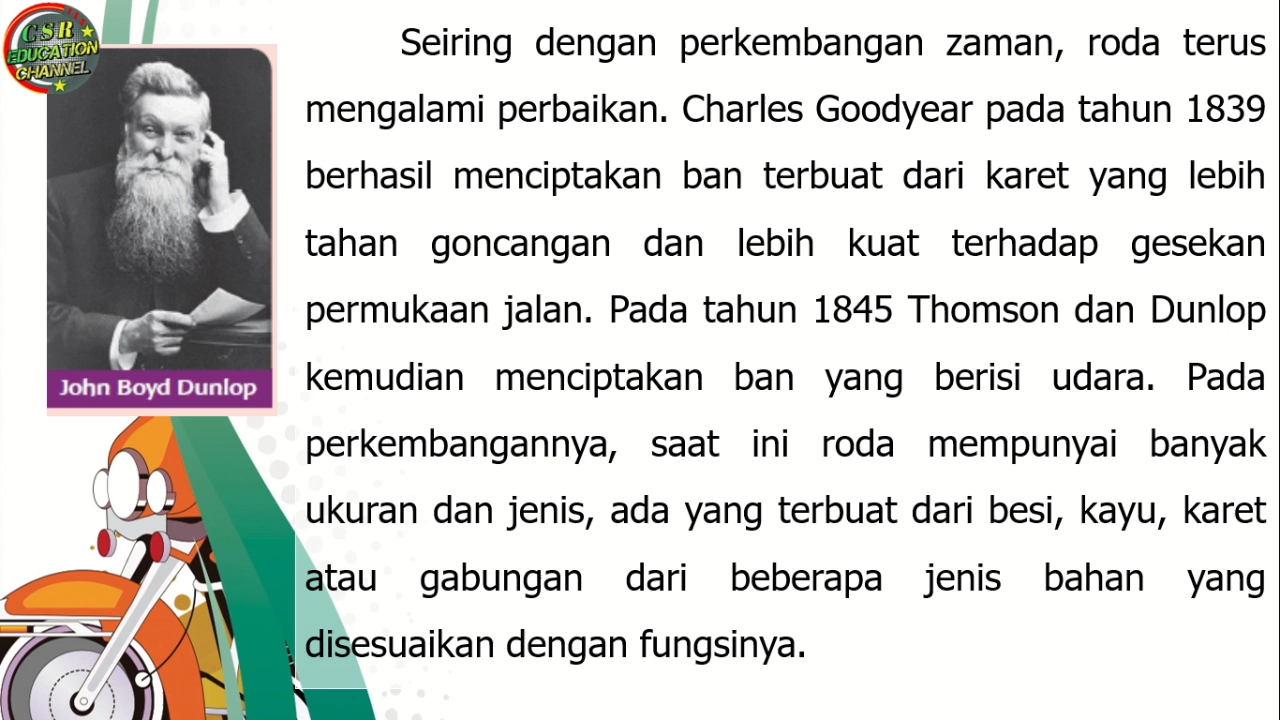 CSR
EDUCATION
CHANNEL
John Boyd Dunlop
Seiring dengan perkembangan zaman, roda terus
mengalami perbaikan. Charles Goodyear pada tahun 1839
berhasil menciptakan ban terbuat dari karet yang lebih
tahan goncangan dan lebih kuat terhadap gesekan
permukaan jalan. Pada tahun 1845 Thomson dan Dunlop
kemudian menciptakan ban yang berisi udara. Pada
perkembangannya, saat ini roda mempunyai banyak
ukuran dan jenis, ada yang terbuat dari besi, kayu, karet
atau gabungan dari beberapa jenis bahan yang
disesuaikan dengan fungsinya.